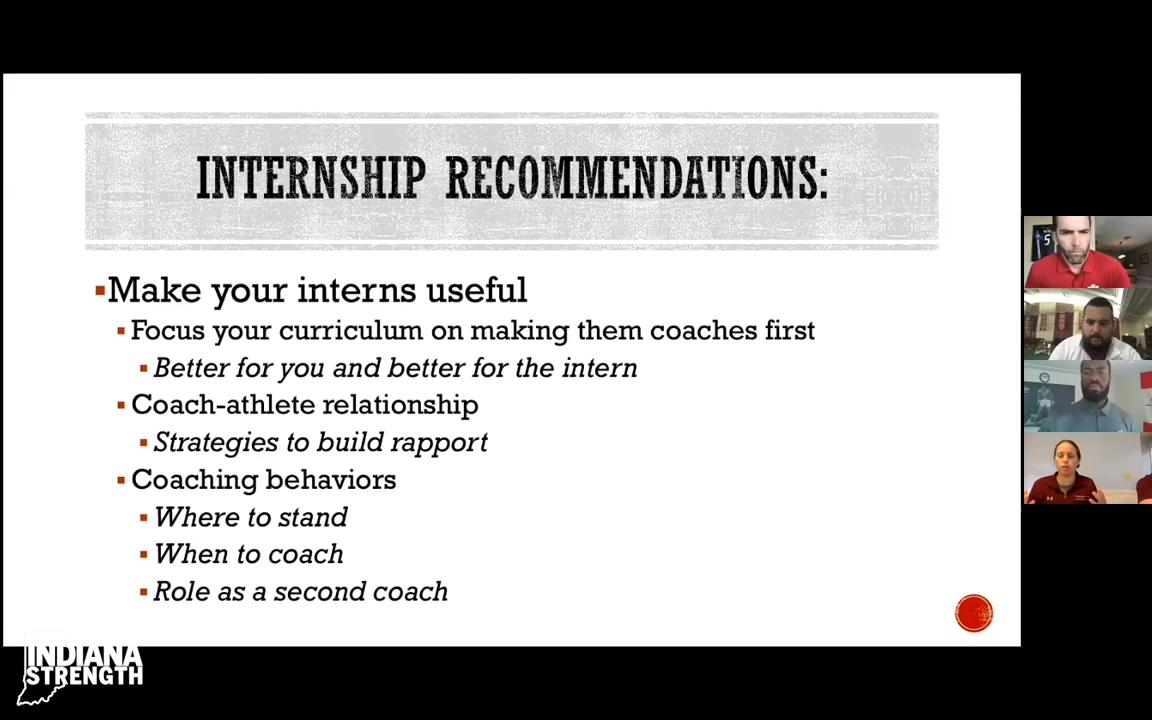 INTERNSHIP RECOMMENDATIONS:
Make your interns useful
Focus your curriculum on making them coaches first
Better for you and better for the intern
Coach-athlete relationship
Strategies to build rapport
Coaching behaviors
Where to stand
When to coach
Role as a second coach
INDIANA
STRENGTH
5